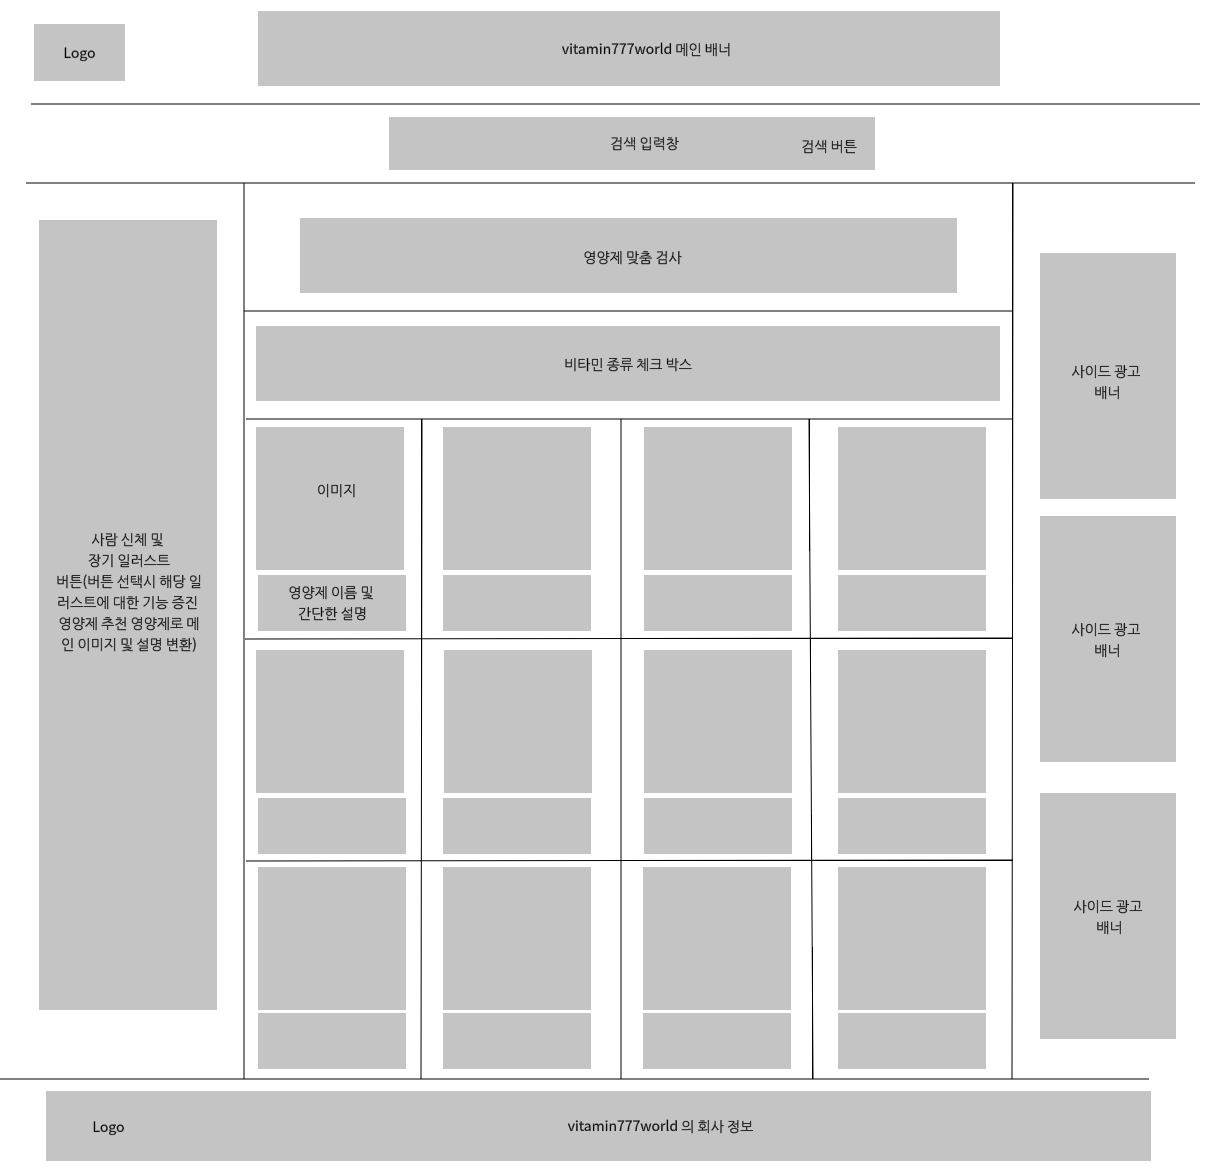 Logo
vitamin777world 메인 배너
검색 입력창
검색 버튼
영양제 맞춤 검사
비타민 종류 체크 박스
사람 신체 및
장기 일러스트
버튼(버튼 선택시 해당 일
러스트에 대한 기능 증진
영양제 추천 영양제로 메
인 이미지 및 설명 변환)
이미지
영양제 이름 및
간단한 설명
사이드 광고
배너
사이드 광고
배너
사이드 광고
배너
Logo
vitamin777world 의 회사 정보